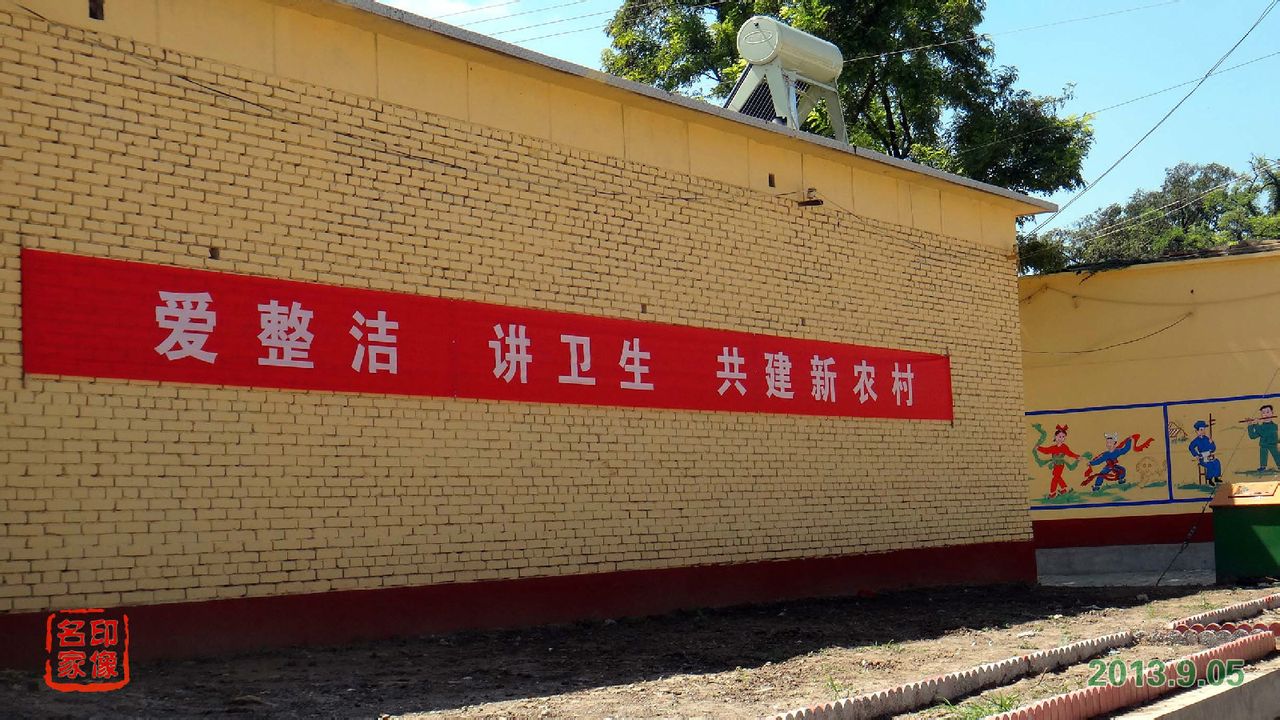 爱整洁 讲卫生 共建新农村
名印
家像
2013.9.05